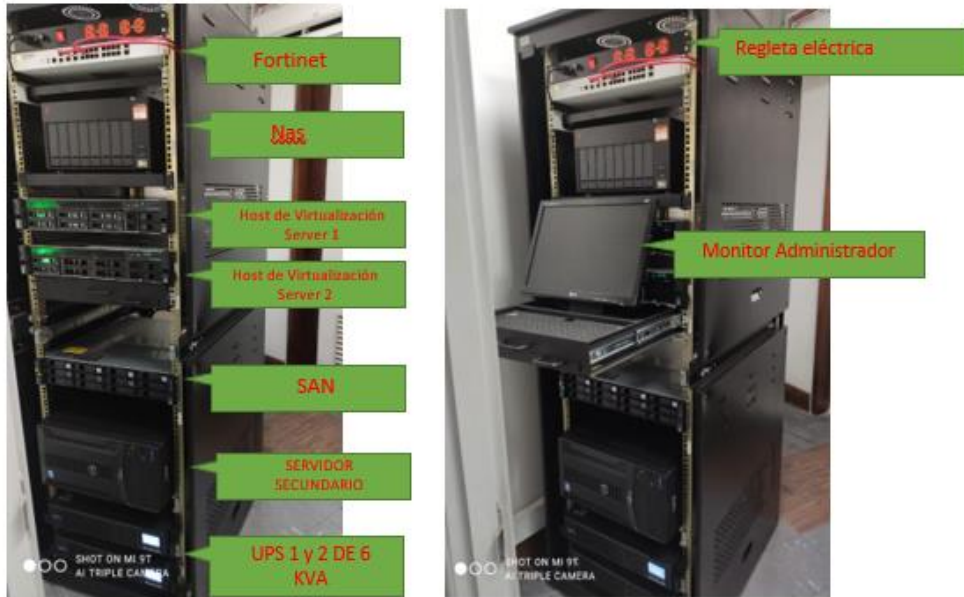 Fortinet
Regleta eléctrica
Nas
Host de Virtualización
Server 1
Monitor Administrador
Host de Virtualización
Server 2
SAN
SERVIDOR
SECUNDARIO
UPS 1 y 2 DE 6
KVA
SHOT ON MI 9T
AI TRIPLE CAMERA
SHOT ON MI 9T
AI TRIPLE CAMERA